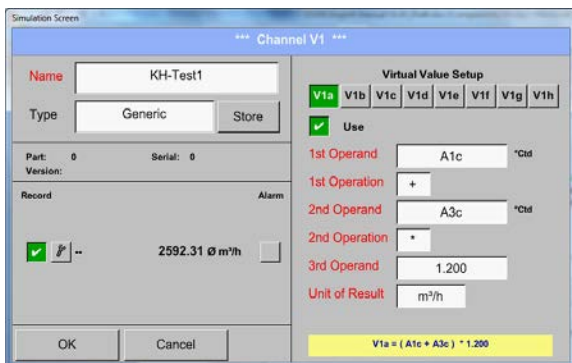 Simulation Screen
*** Channel V1 ***
Name KH-Test1
Type Generic Store
Part: 0 Serial: 0
Version:
Record Alarm
-- 2592.31 Ø m³/h
OK Cancel
Virtual Value Setup
V1a V1b V1c V1d V1e V1f V1g V1h
Use
1st Operand A1c °Ctd
1st Operation +
2nd Operand A3c °Ctd
2nd Operation *
3rd Operand 1.200
Unit of Result m³/h
V1a = ( A1c + A3c ) * 1.200